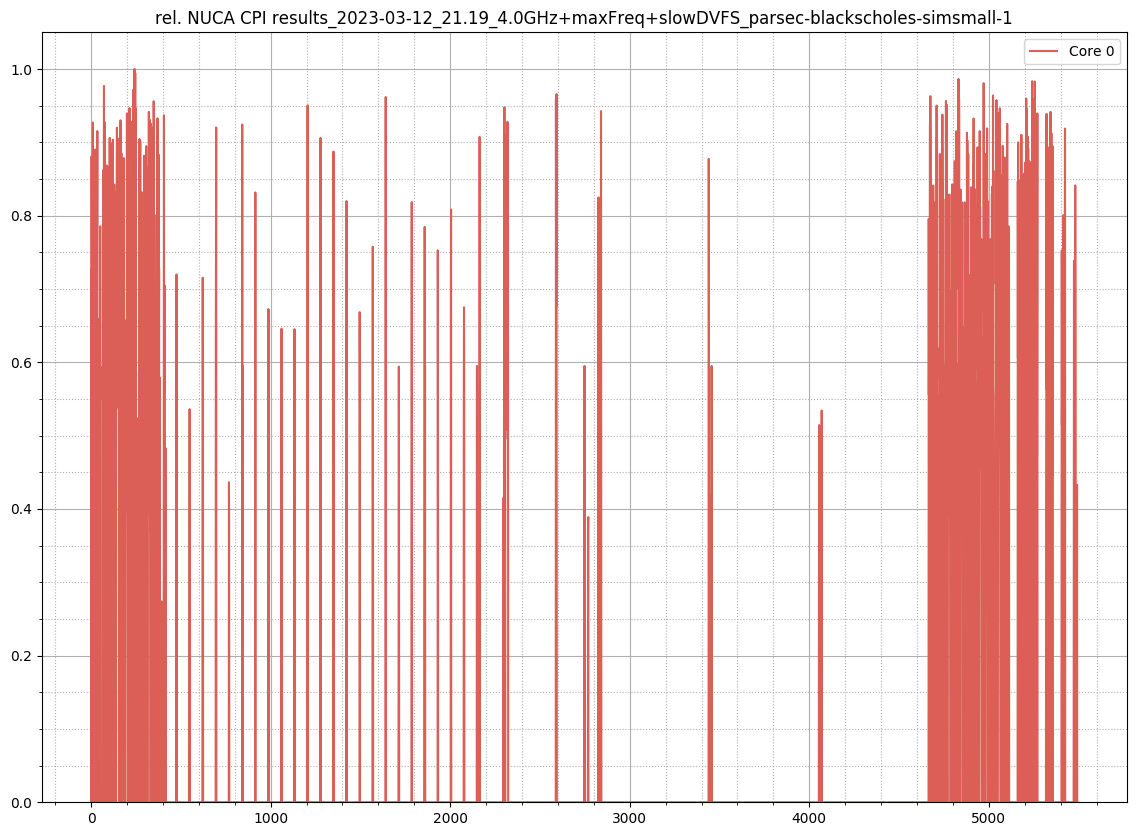 rel. NUCA CPI results_2023-03-12_21.19_4.0GHz+maxFreq+slowDVFS_parsec-blackscholes-simsmall-1
Core 0
1.0
0.8
0.6
0.4
0.2
0.0
0 1000 2000 3000 4000 5000